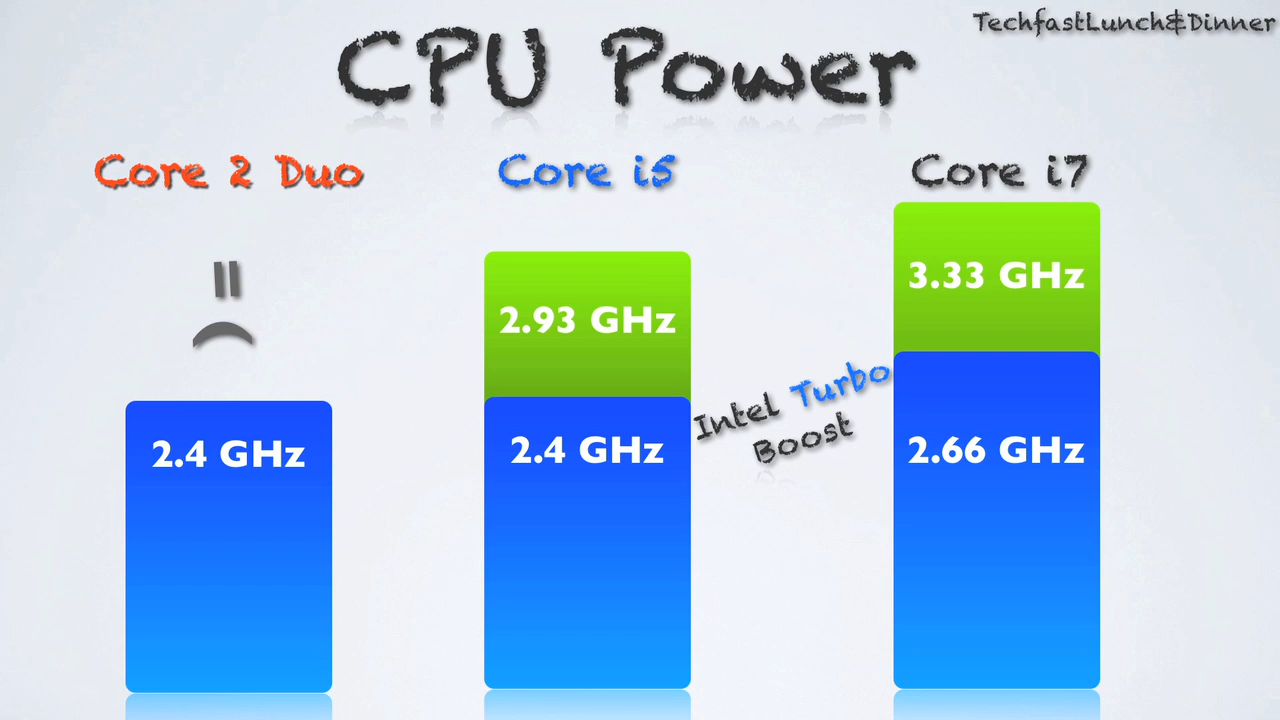 TechfastLunch&Dinner
CPU Power
Core 2 Duo
Core i5
Core i7
3.33 GHz
2.93 GHz
Intel Turbo
Boost
2.4 GHz
2.4 GHz
2.66 GHz